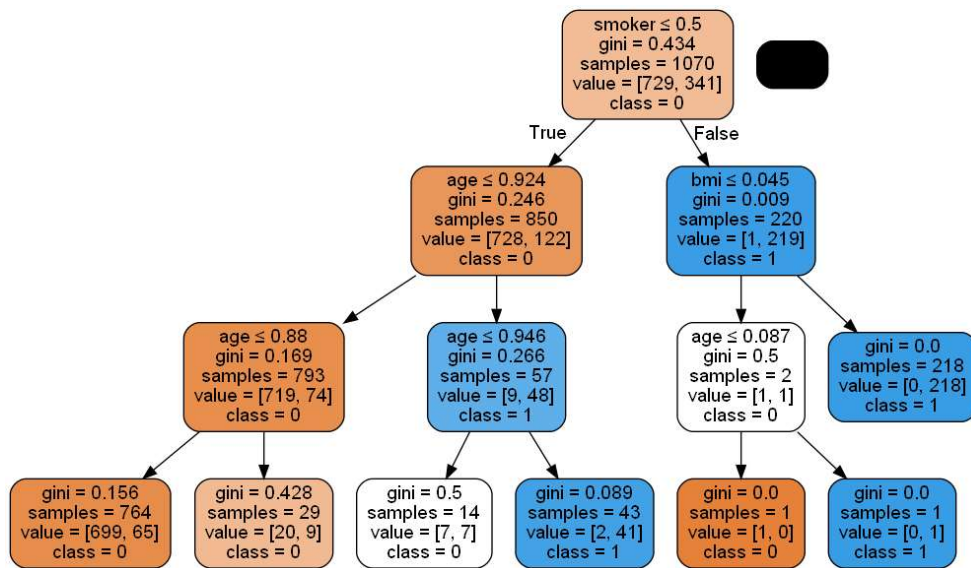 smoker ≤ 0.5
gini = 0.434
samples = 1070
value = [729, 341]
class = 0
True
False
age ≤ 0.924
gini = 0.246
samples = 850
value = [728, 122]
class = 0
bmi ≤ 0.045
gini = 0.009
samples = 220
value = [1, 219]
class = 1
age ≤ 0.88
gini = 0.169
samples = 793
value = [719, 74]
class = 0
age ≤ 0.946
gini = 0.266
samples = 57
value = [9, 48]
class = 1
age ≤ 0.087
gini = 0.5
samples = 2
value = [1, 1]
class = 0
gini = 0.0
samples = 218
value = [0, 218]
class = 1
gini = 0.156
samples = 764
value = [699, 65]
class = 0
gini = 0.428
samples = 29
value = [20, 9]
class = 0
gini = 0.5
samples = 14
value = [7, 7]
class = 0
gini = 0.089
samples = 43
value = [2, 41]
class = 1
gini = 0.0
samples = 1
value = [1, 0]
class = 0
gini = 0.0
samples = 1
value = [0, 1]
class = 1